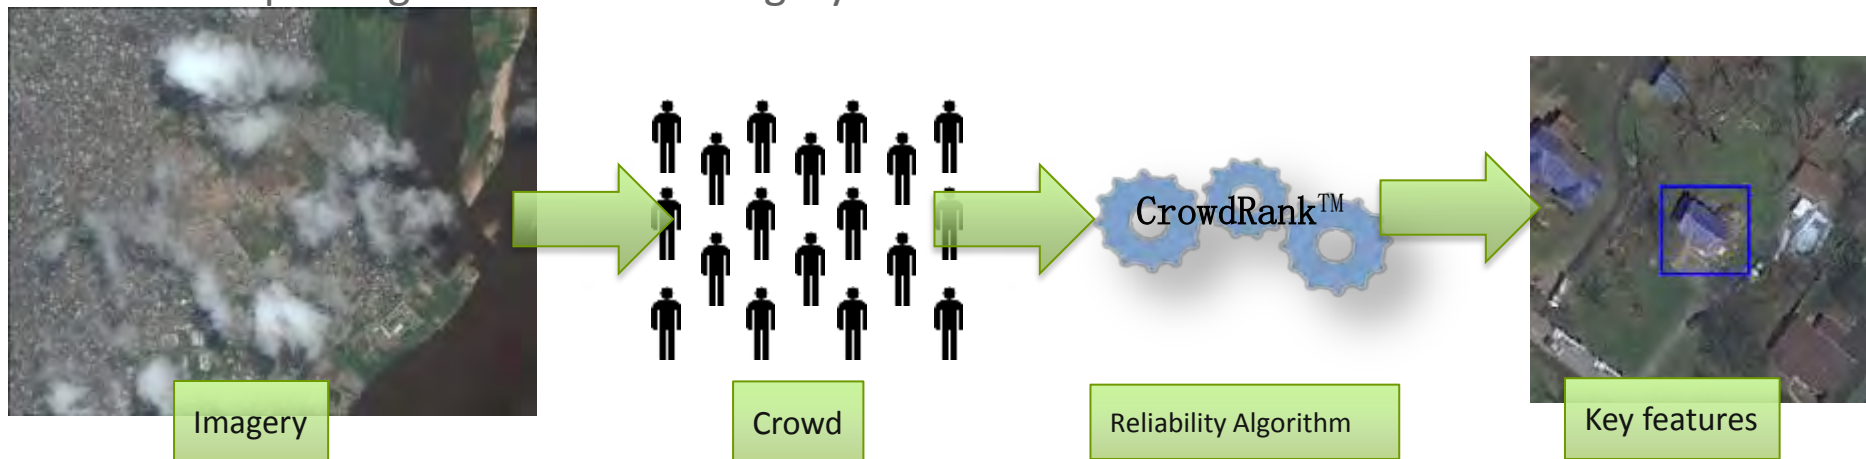 CrowdRank™
Imagery
Crowd
Reliability Algorithm
Key features